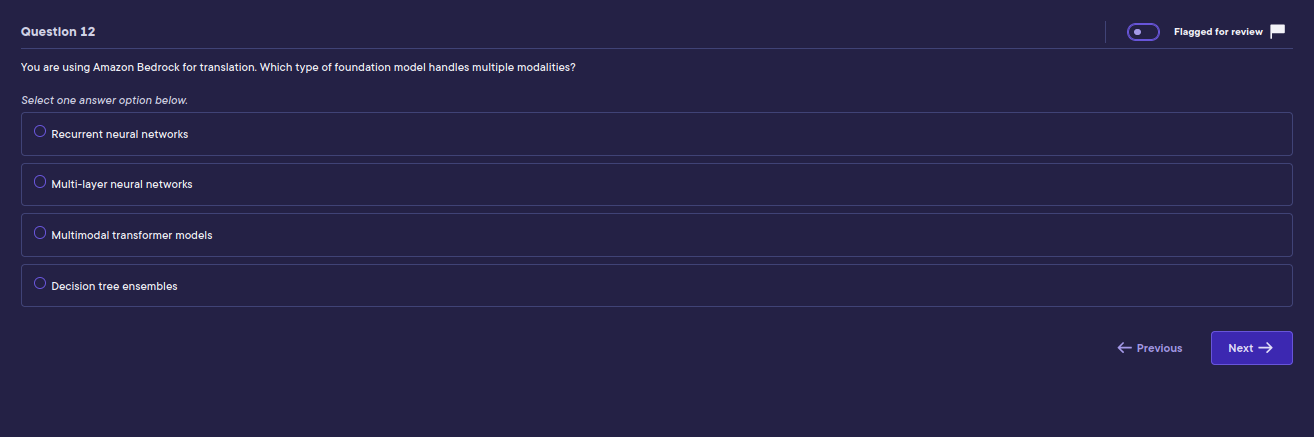 Question 12
Flagged for review
You are using Amazon Bedrock for translation. Which type of foundation model handles multiple modalities?
Select one answer option below.
Recurrent neural networks
Multi-layer neural networks
Multimodal transformer models
Decision tree ensembles
Previous
Next